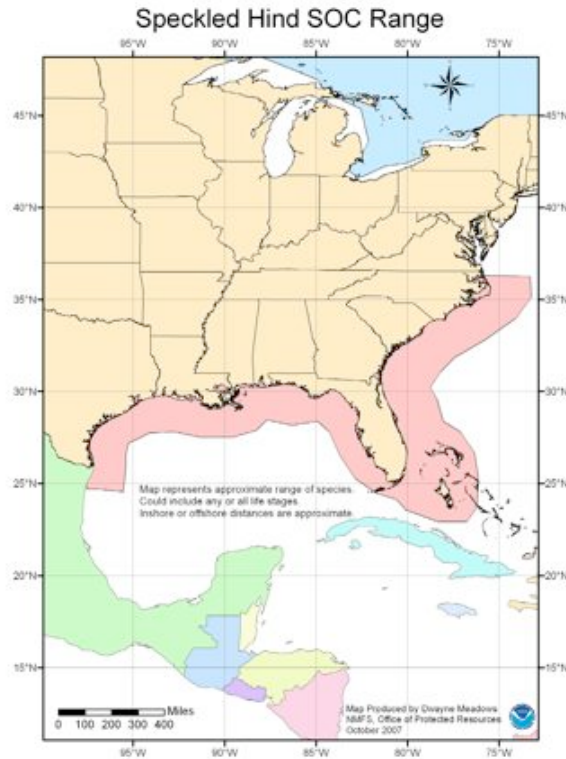 Speckled Hind SOC Range
95°W 90°W 85°W 80°W 75°W
45°N 45°N
40°N 40°N
35°N 35°N
30°N 30°N
25°N 25°N
Map represents approximate range of species.
Could include any or all life stages.
Inshore or offshore distances are approximate.
20°N 20°N
15°N 15°N
Miles
0 100 200 300 400
Map Produced by Dwayne Meadows
NMFS, Office of Protected Resources
October 2007
95°W 90°W 85°W 80°W 75°W